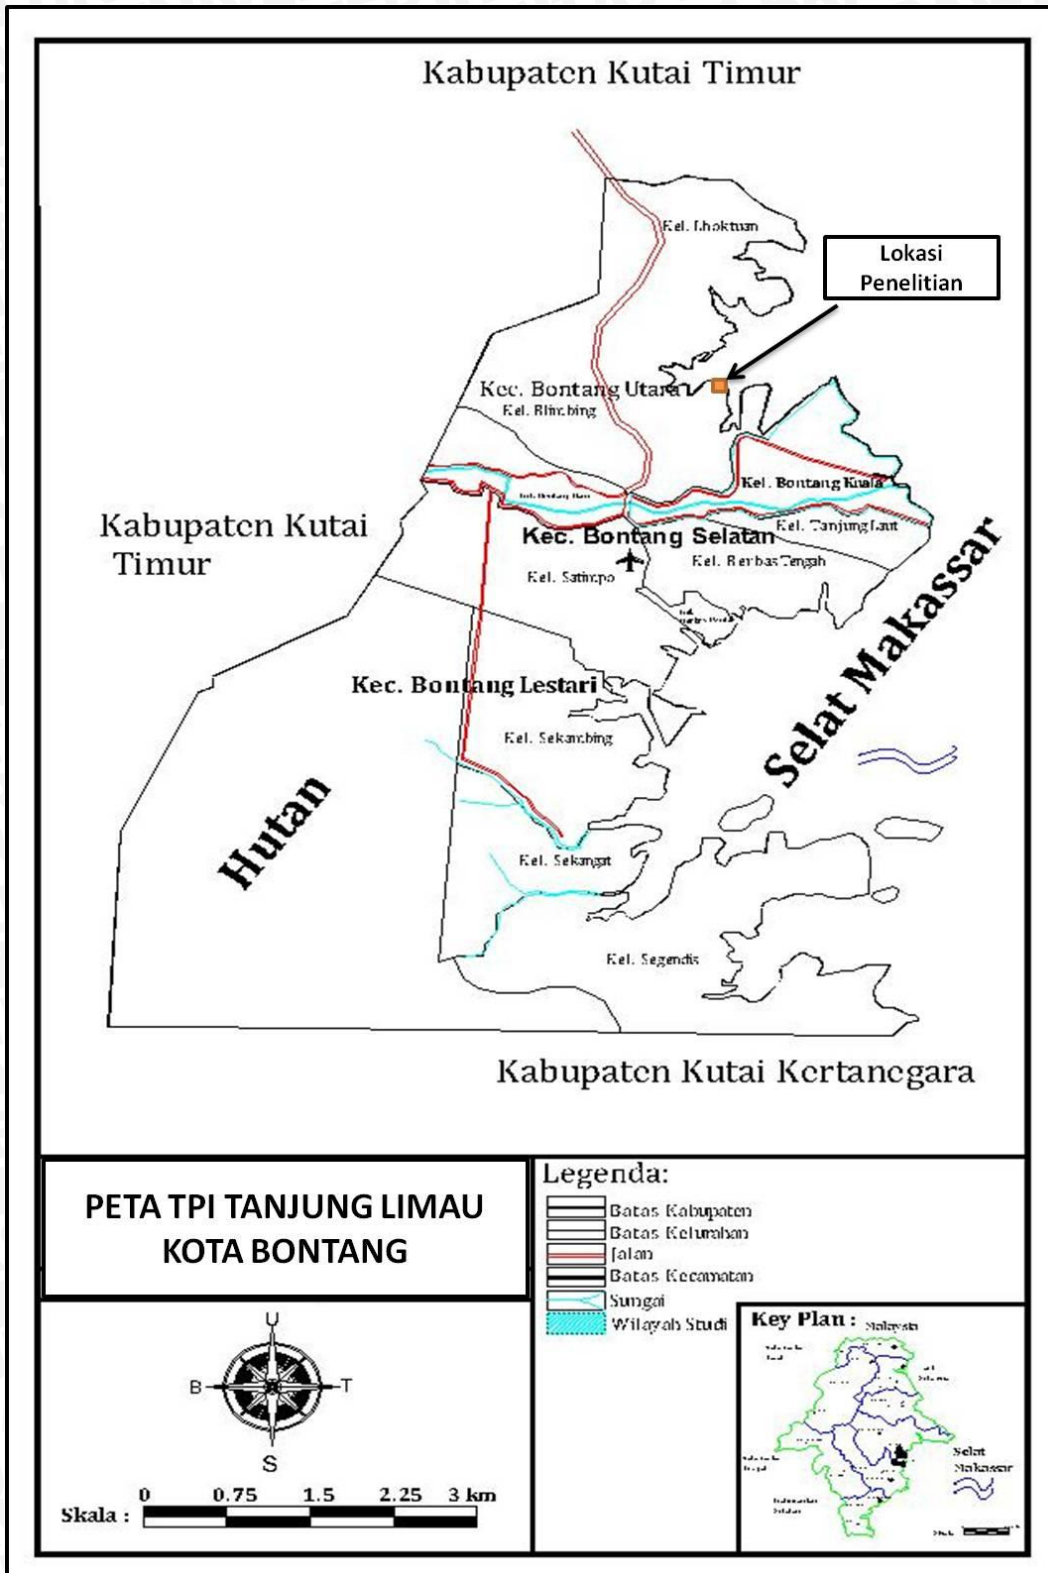 Kabupaten Kutai Timur
Kel. Lhoktuan
Lokasi
Penelitian
Kec. Bontang Utara
Kel. Blimbing
Kel. Bontang Kuala
Kabupaten Kutai
Timur
Kel. Tanjung Laut
Kec. Bontang Selatan
Kel. Berbas Tengah
Kel. Satimpo
Selat Makassar
Kec. Bontang Lestari
Kel. Sekambing
Hutan
Kel. Sekangat
Kel. Segendis
Kabupaten Kutai Kertanegara
PETA TPI TANJUNG LIMAU
KOTA BONTANG
Legenda:
Batas Kabupaten
Batas Kelurahan
Jalan
Batas Kecamatan
Sungai
Wilayah Studi
U
B
T
S
Skala :
0 0.75 1.5 2.25 3 km
Key Plan :
Malaysia
Selat
Makassar